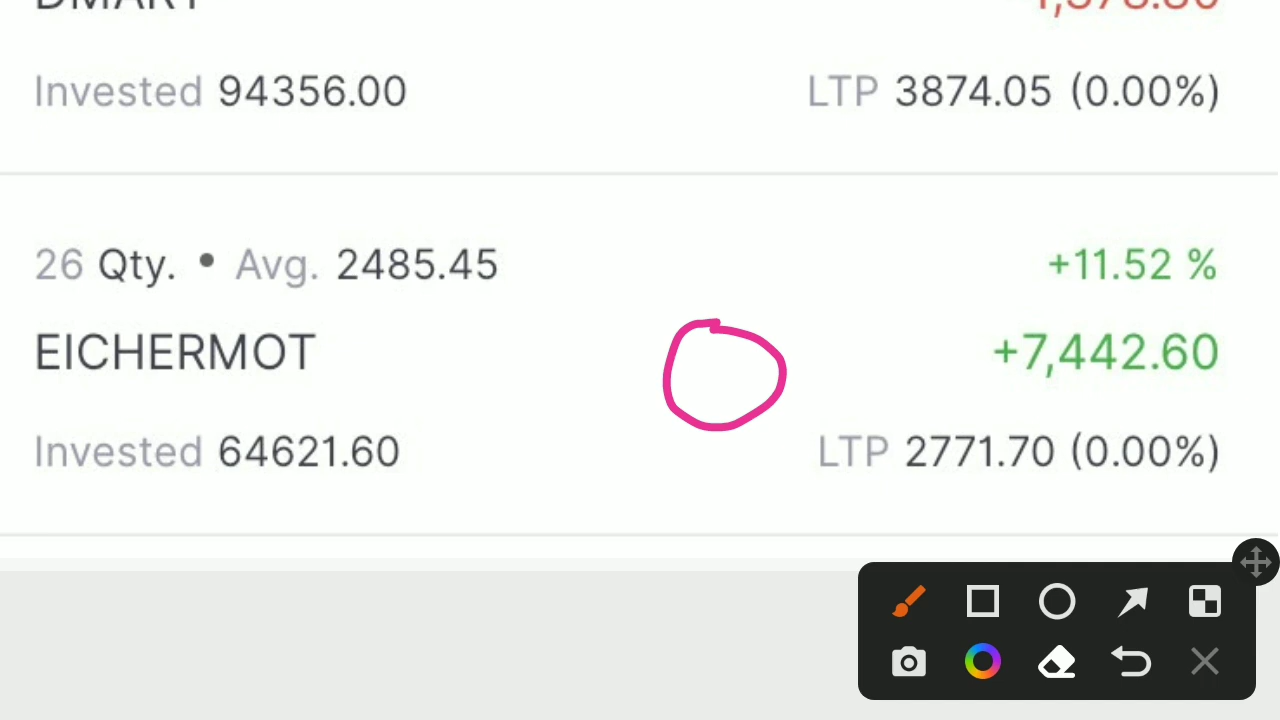 DMART
Invested 94356.00 LTP 3874.05 (0.00%)
26 Qty. • Avg. 2485.45 +11.52 %
EICHERMOT +7,442.60
Invested 64621.60 LTP 2771.70 (0.00%)